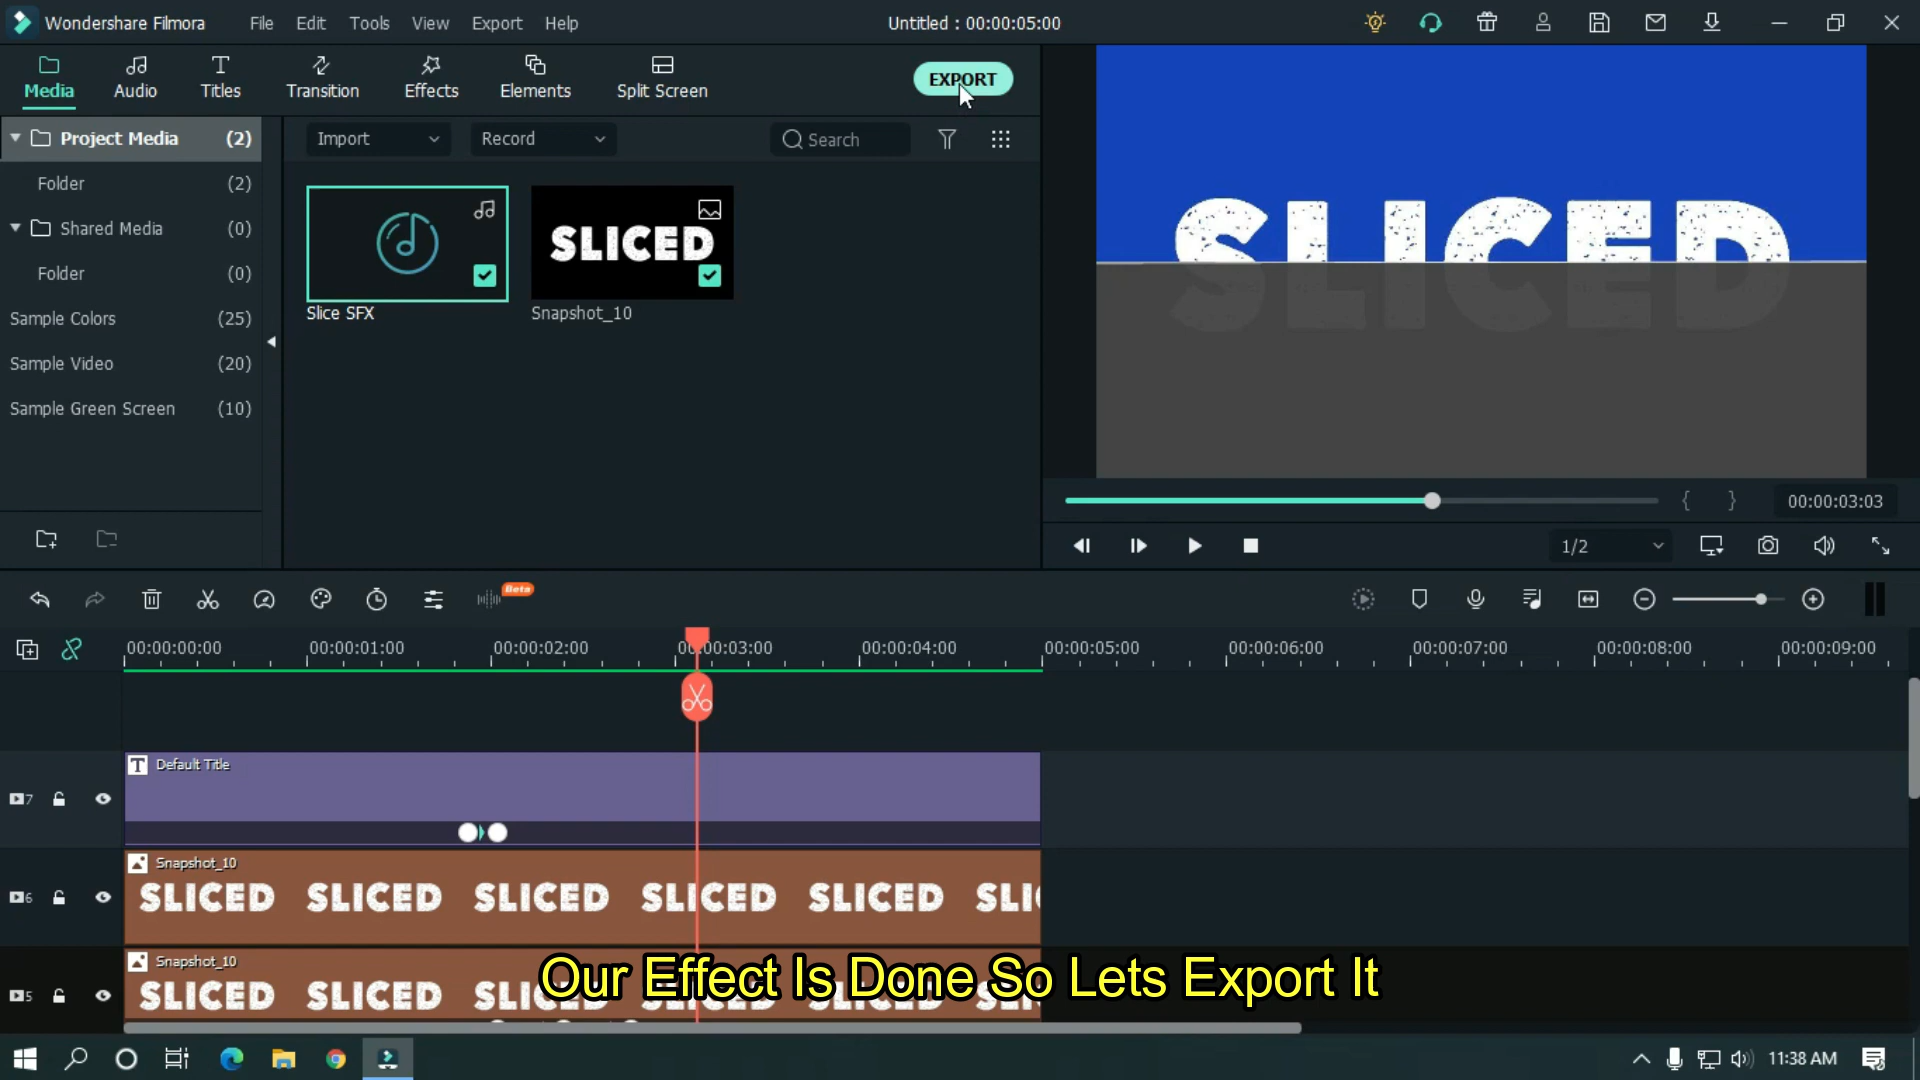 Wondershare Filmora
File
Edit
Tools
View
Export
Help
Untitled : 00:00:05:00
Media
Audio
Titles
Transition
Effects
Elements
Split Screen
EXPORT
Project Media (2)
Folder (2)
Shared Media (0)
Folder (0)
Sample Colors (25)
Sample Video (20)
Sample Green Screen (10)
Import
Record
Search
SLICED
Slice SFX
Snapshot_10
SLICED
00:00:03:03
1/2
Beta
00:00:00:00
00:00:01:00
00:00:02:00
00:00:03:00
00:00:04:00
00:00:05:00
00:00:06:00
00:00:07:00
00:00:08:00
00:00:09:00
7
T Default Title
6
Snapshot_10
SLICED SLICED SLICED SLICED SLICED SLI
5
Snapshot_10
SLICED SLICED
Our Effect Is Done So Lets Export It
11:38 AM